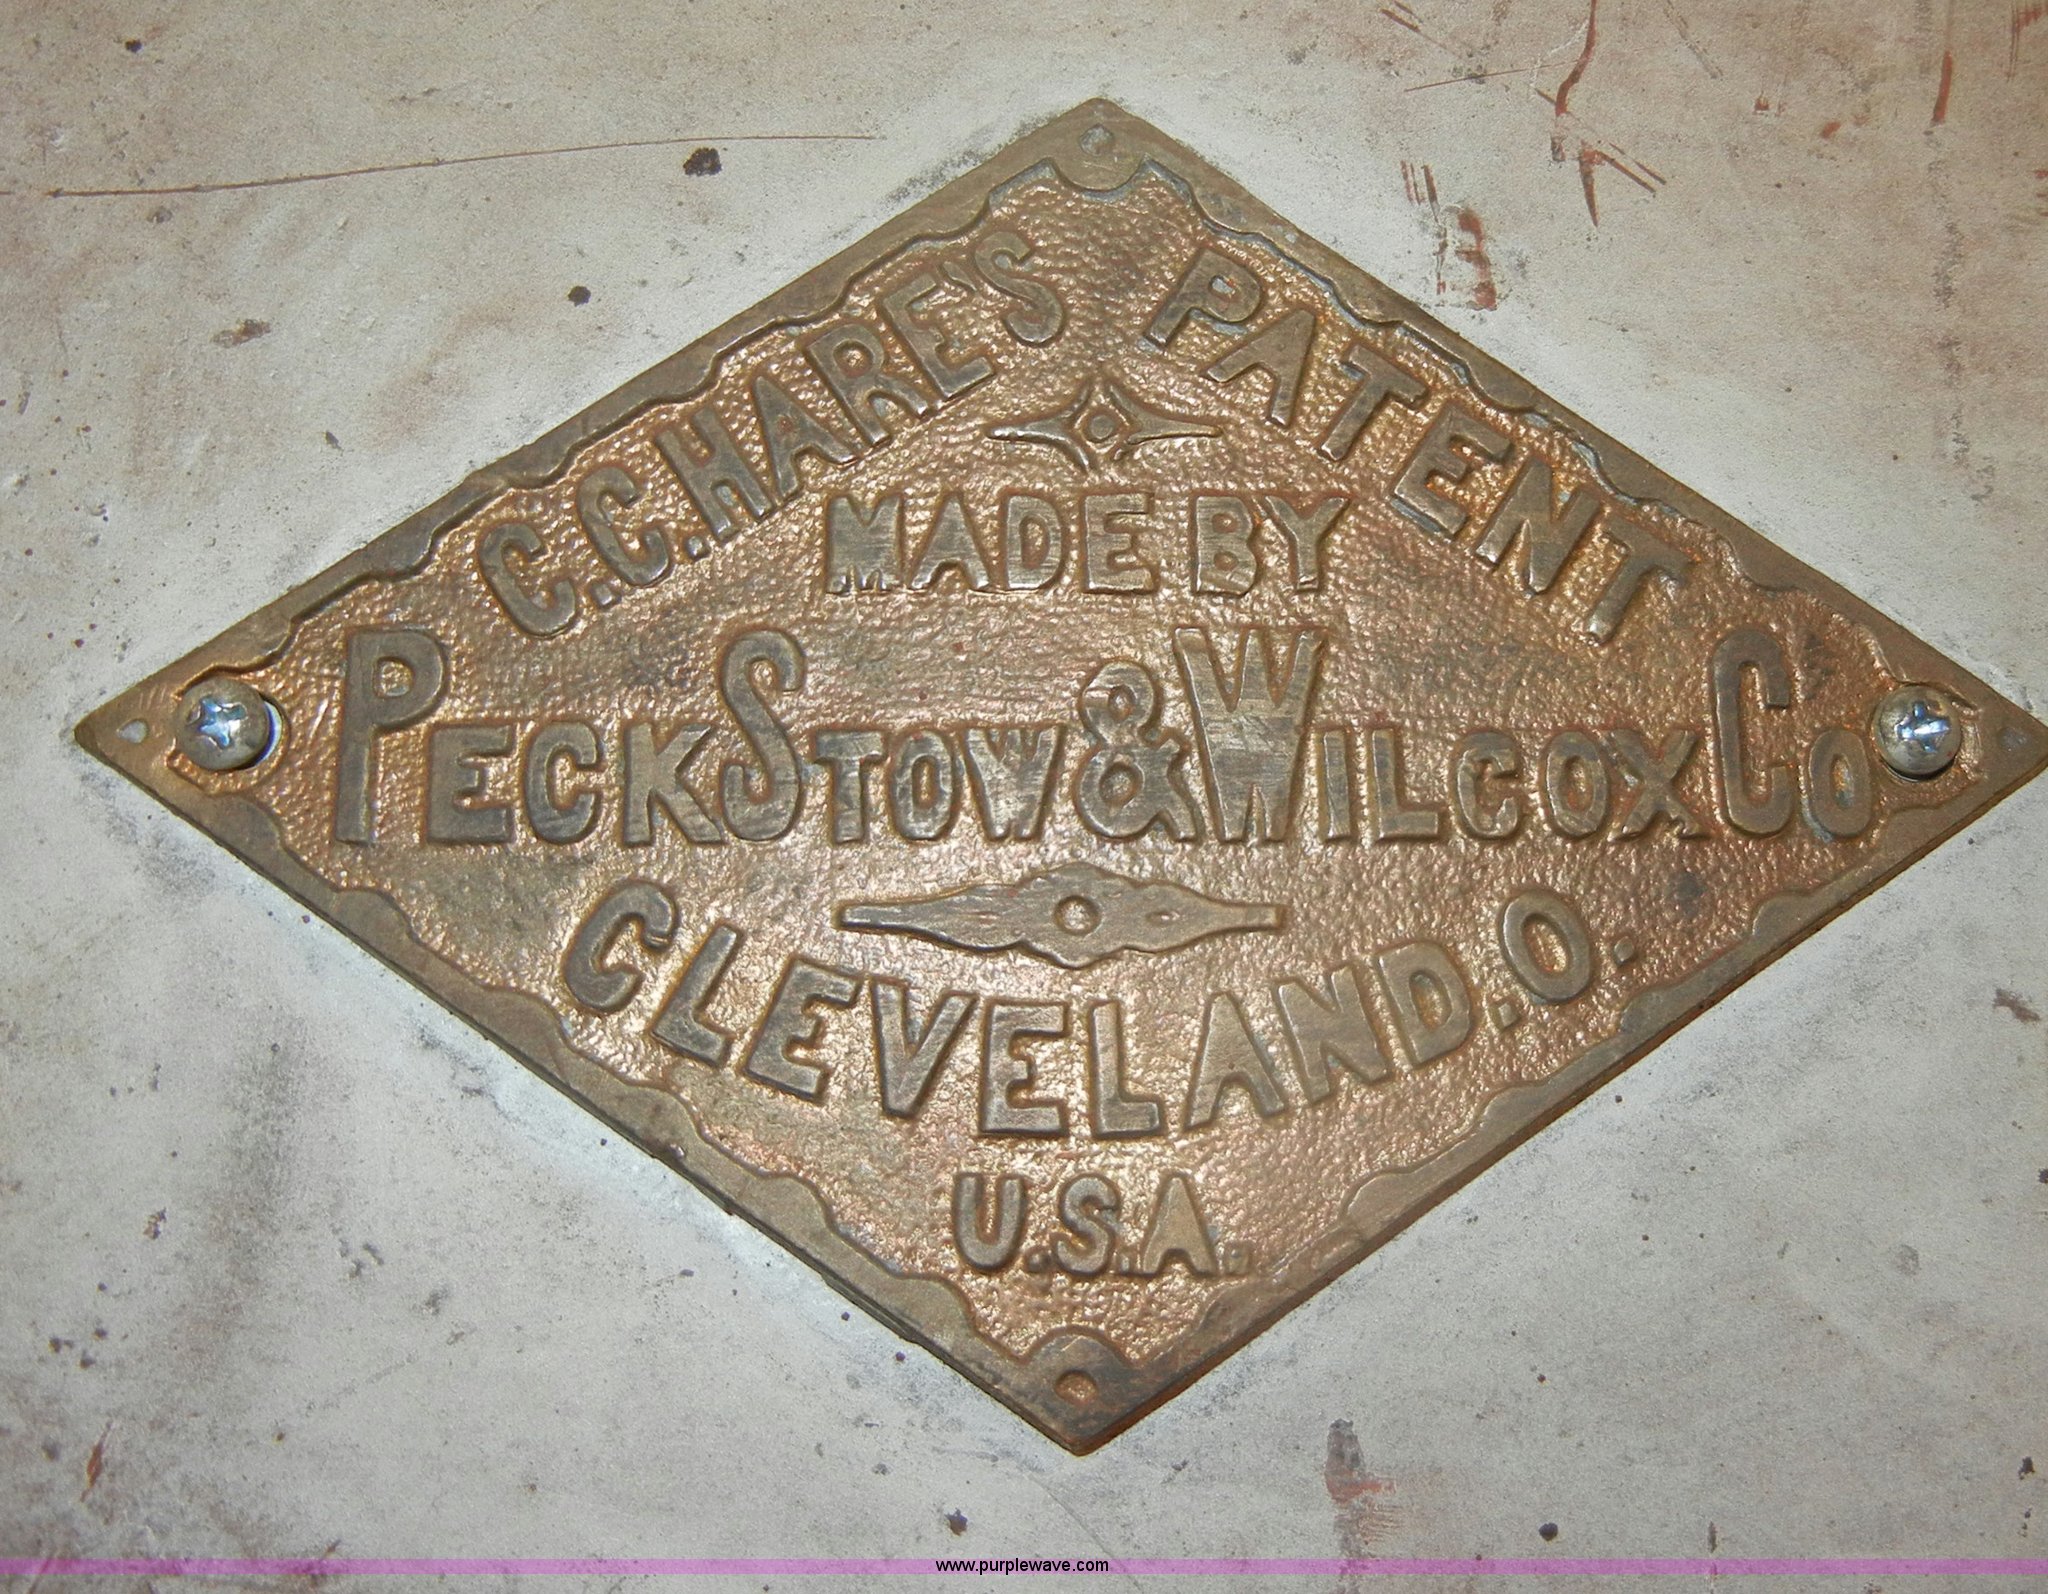 C.C.HARE'S PATENT
MADE BY
PECK STOW & WILCOX CO
CLEVELAND.O.
U.S.A.
www.purplewave.com